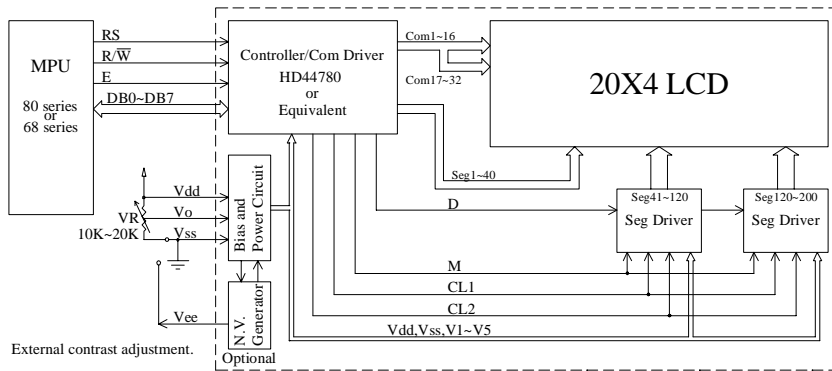 RS
R/W̅
E
DB0~DB7
MPU
80 series
or
68 series
Controller/Com Driver
HD44780
or
Equivalent
Com1~16
Com17~32
20X4 LCD
Seg1~40
D
Seg41~120
Seg Driver
Seg120~200
Seg Driver
Vdd
Vo
Vss
VR
10K~20K
Bias and
Power Circuit
M
CL1
CL2
Vdd,Vss,V1~V5
Vee
N.V.
Generator
Optional
External contrast adjustment.